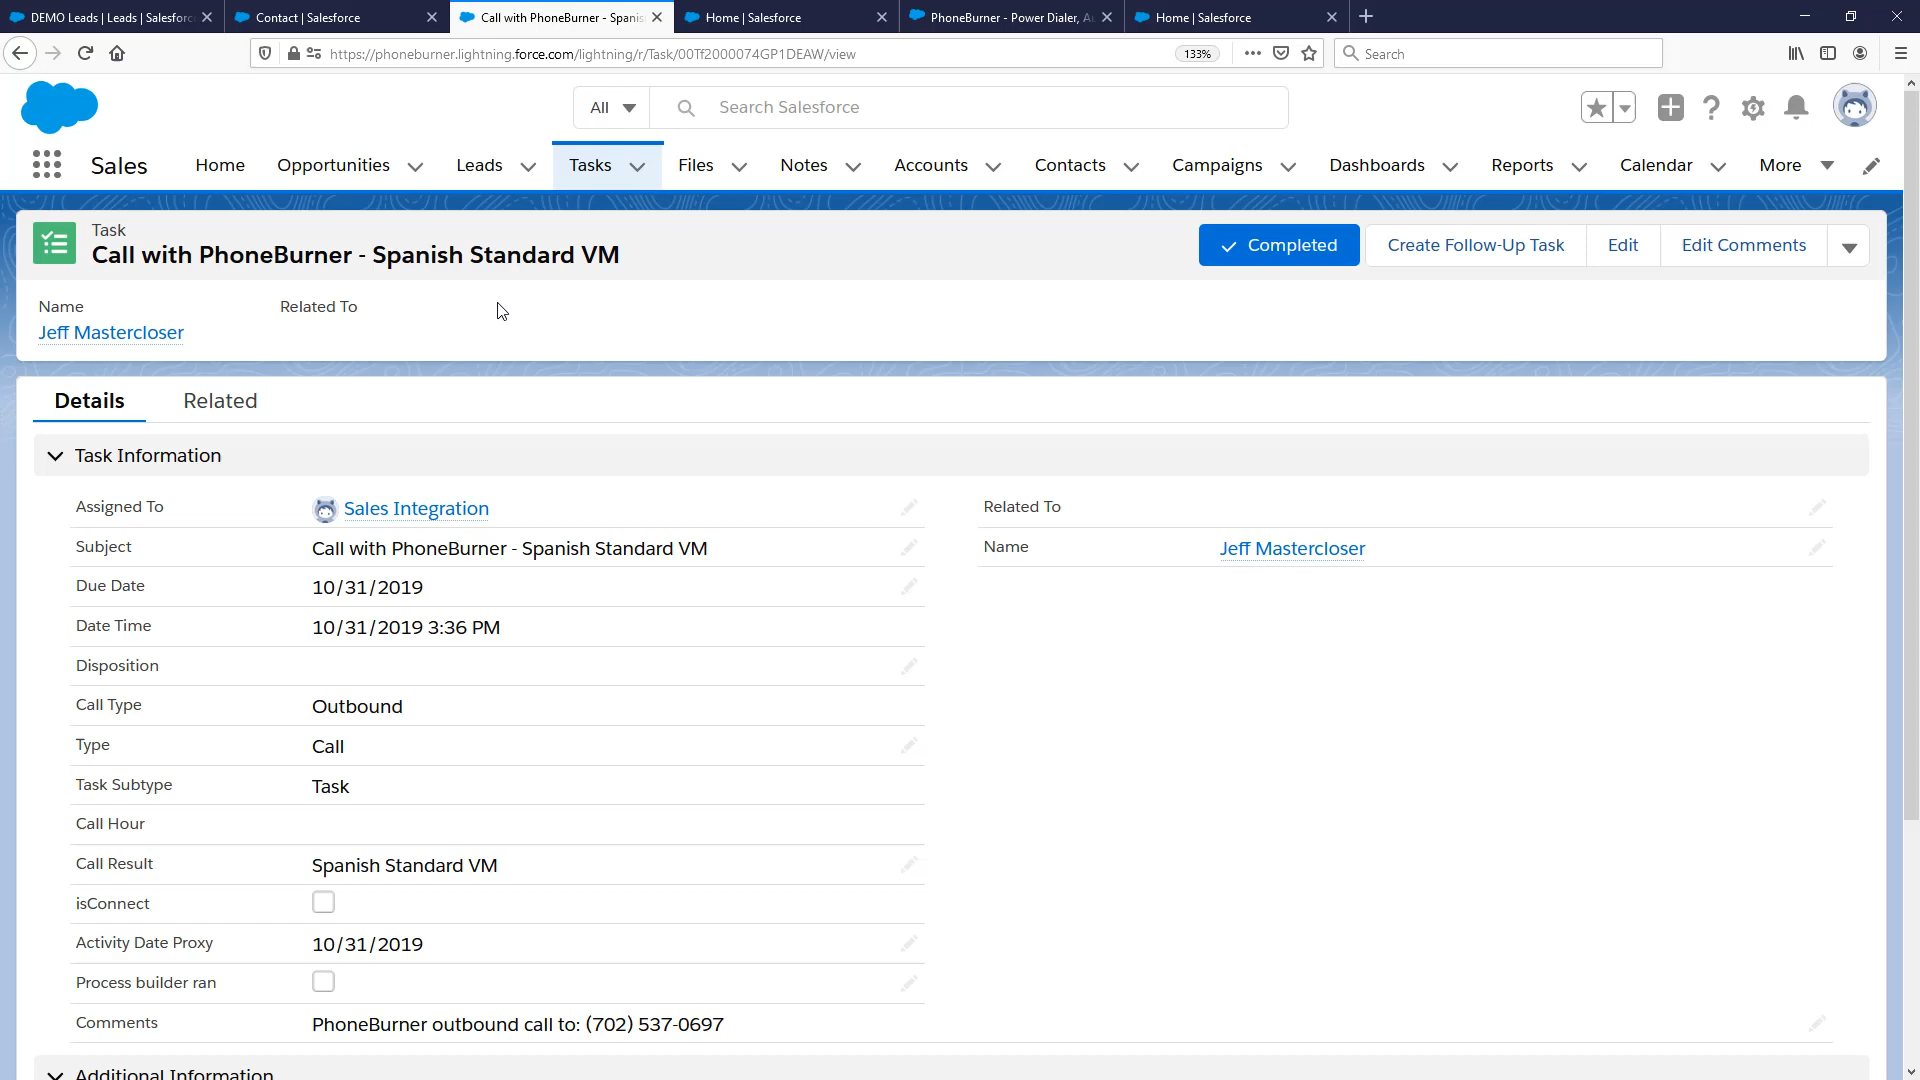 DEMO Leads | Leads | Salesforc
Contact | Salesforce
Call with PhoneBurner - Spanis
Home | Salesforce
PhoneBurner - Power Dialer, Au
Home | Salesforce
https://phoneburner.lightning.force.com/lightning/r/Task/00Tf2000074GP1DEAW/view
133%
Search
All
Search Salesforce
Sales
Home
Opportunities
Leads
Tasks
Files
Notes
Accounts
Contacts
Campaigns
Dashboards
Reports
Calendar
More
Task
Call with PhoneBurner - Spanish Standard VM
Completed
Create Follow-Up Task
Edit
Edit Comments
Name
Related To
Jeff Mastercloser
Details
Related
Task Information
Assigned To
Sales Integration
Related To
Subject
Call with PhoneBurner - Spanish Standard VM
Name
Jeff Mastercloser
Due Date
10/31/2019
Date Time
10/31/2019 3:36 PM
Disposition
Call Type
Outbound
Type
Call
Task Subtype
Task
Call Hour
Call Result
Spanish Standard VM
isConnect
Activity Date Proxy
10/31/2019
Process builder ran
Comments
PhoneBurner outbound call to: (702) 537-0697
Additional Information